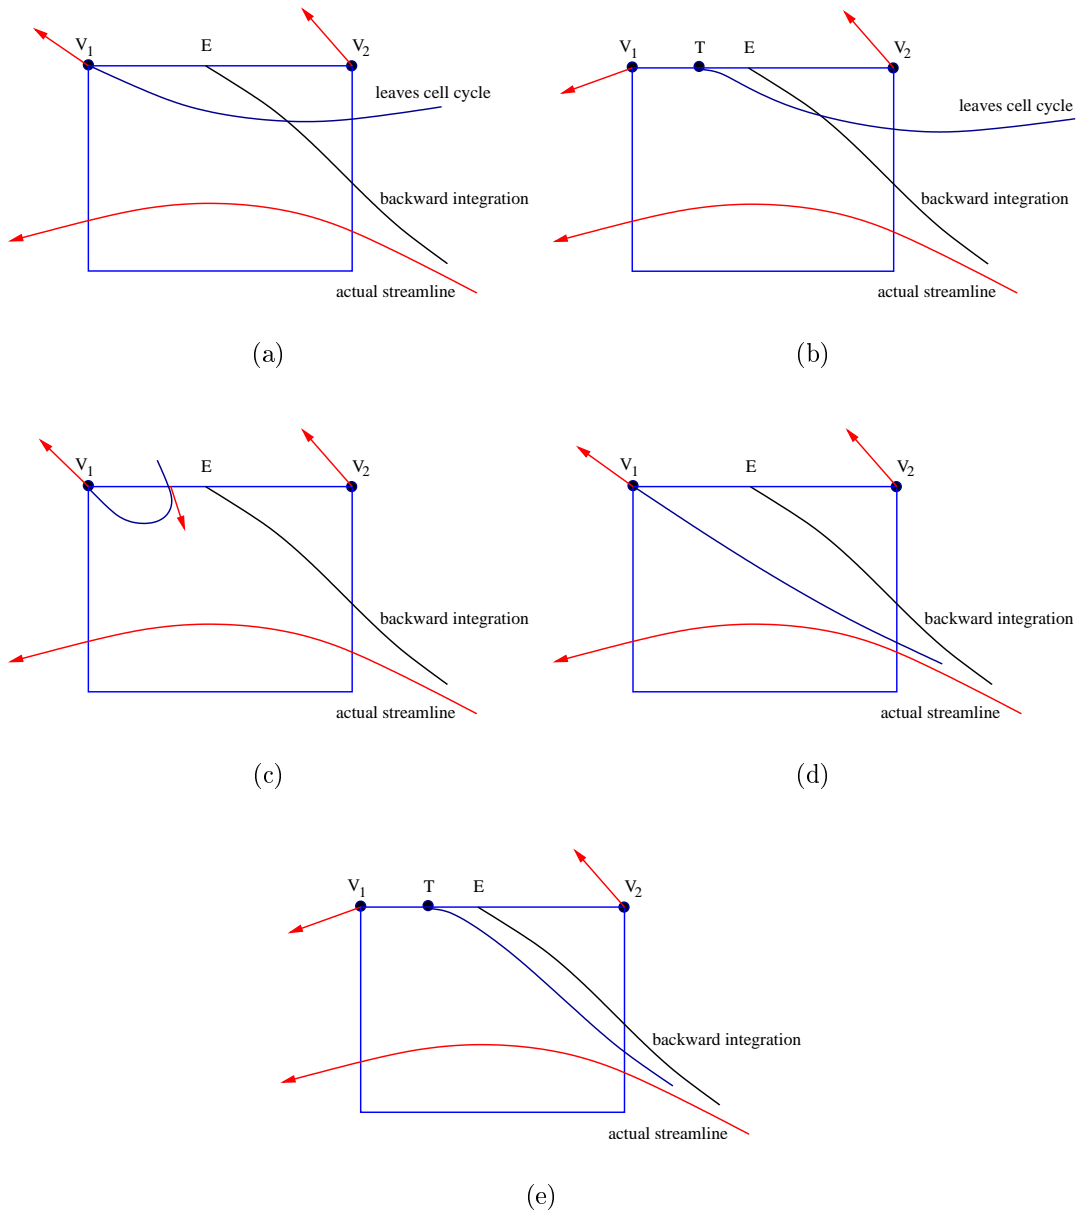 V1 E V2
leaves cell cycle
backward integration
actual streamline
(a)
V1 T E V2
leaves cell cycle
backward integration
actual streamline
(b)
V1 E V2
backward integration
actual streamline
(c)
V1 E V2
backward integration
actual streamline
(d)
V1 T E V2
backward integration
actual streamline
(e)